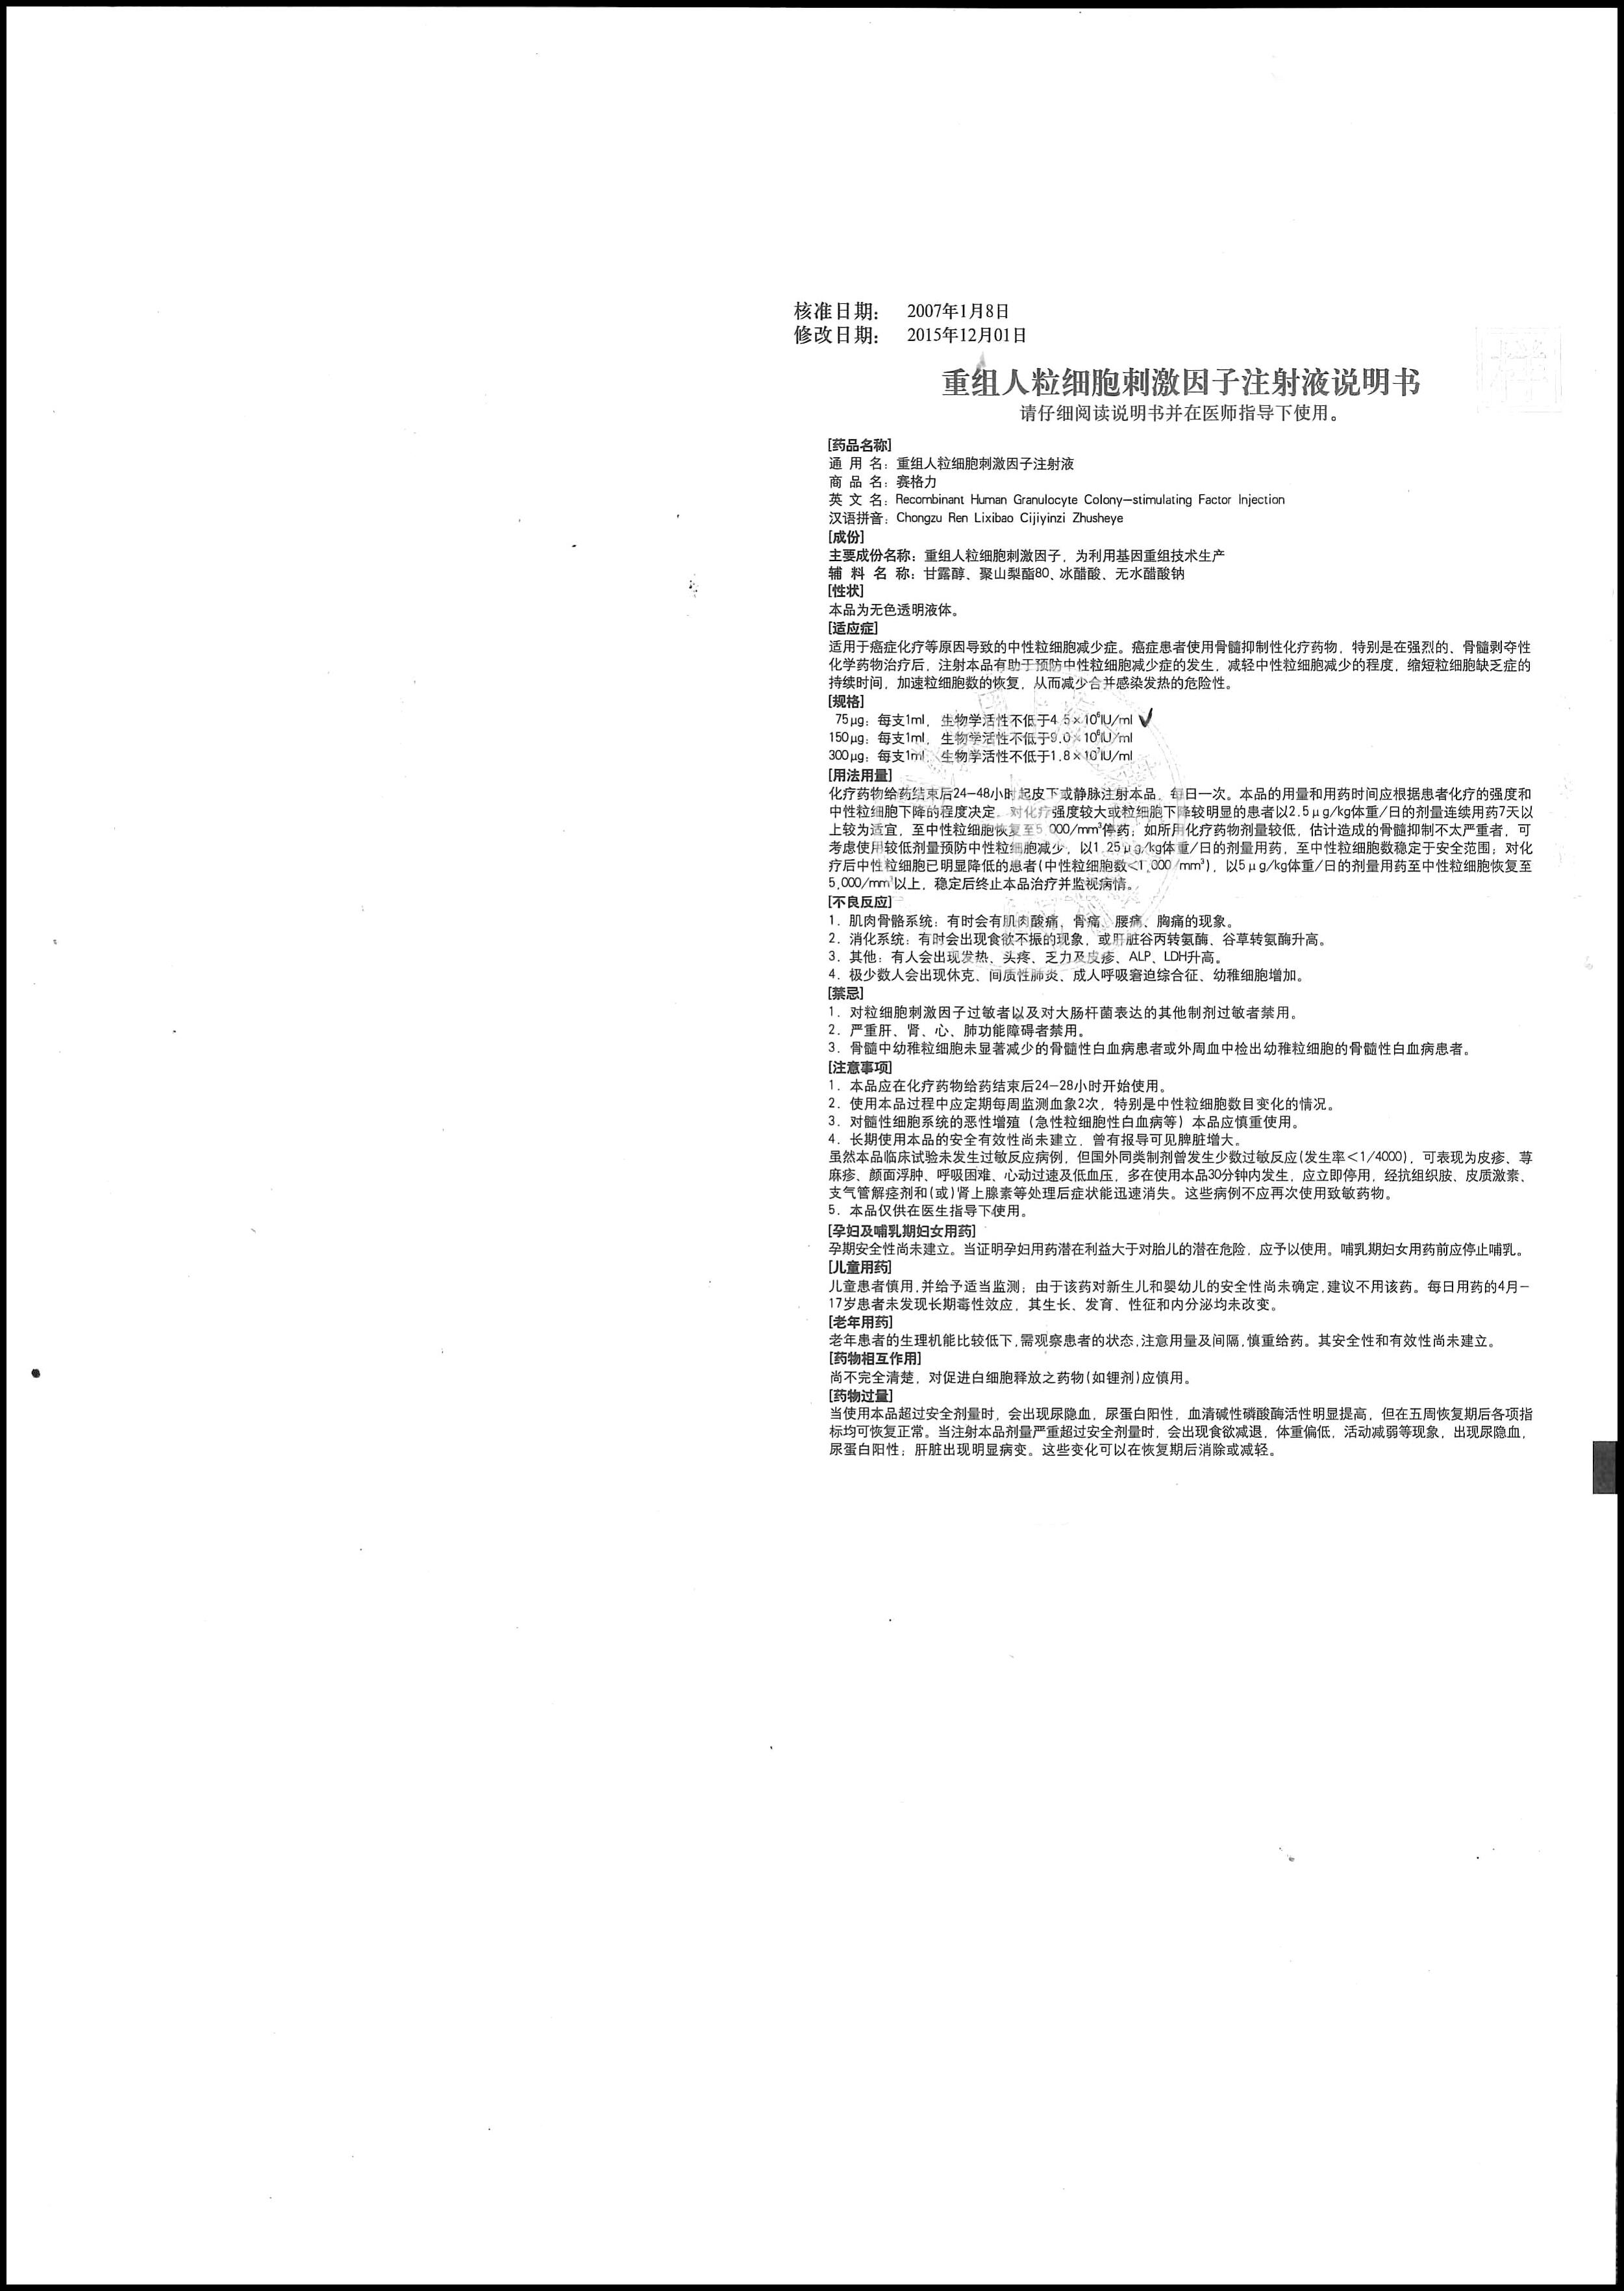 核准日期： 2007年1月8日
修改日期： 2015年12月01日
重组人粒细胞刺激因子注射液说明书
请仔细阅读说明书并在医师指导下使用。
[药品名称]
通 用 名：重组人粒细胞刺激因子注射液
商 品 名：赛格力
英 文 名：Recombinant Human Granulocyte Colony-stimulating Factor Injection
汉语拼音：Chongzu Ren Lixibao Cijiyinzi Zhusheye
[成份]
主要成份名称：重组人粒细胞刺激因子，为利用基因重组技术生产
辅 料 名 称：甘露醇、聚山梨酯80、冰醋酸、无水醋酸钠
[性状]
本品为无色透明液体。
[适应症]
适用于癌症化疗等原因导致的中性粒细胞减少症。癌症患者使用骨髓抑制性化疗药物，特别是在强烈的、骨髓剥夺性
化学药物治疗后，注射本品有助于预防中性粒细胞减少症的发生，减轻中性粒细胞减少的程度，缩短粒细胞缺乏症的
持续时间，加速粒细胞数的恢复，从而减少合并感染发热的危险性。
[规格]
75μg：每支1ml，生物学活性不低于4.5×10⁶IU/ml ✓
150μg：每支1ml，生物学活性不低于9.0×10⁶IU/ml
300μg：每支1ml，生物学活性不低于1.8×10⁷IU/ml
[用法用量]
化疗药物给药结束后24-48小时起皮下或静脉注射本品，每日一次。本品的用量和用药时间应根据患者化疗的强度和
中性粒细胞下降的程度决定。对化疗强度较大或粒细胞下降较明显的患者以2.5μg/kg体重/日的剂量连续用药7天以
上较为适宜，至中性粒细胞恢复至5,000/mm³停药；如所用化疗药物剂量较低，估计造成的骨髓抑制不太严重者，可
考虑使用较低剂量预防中性粒细胞减少，以1.25μg/kg体重/日的剂量用药，至中性粒细胞数稳定于安全范围；对化
疗后中性粒细胞已明显降低的患者(中性粒细胞数<1,000/mm³)，以5μg/kg体重/日的剂量用药至中性粒细胞恢复至
5,000/mm³以上，稳定后终止本品治疗并监视病情。
[不良反应]
1．肌肉骨骼系统：有时会有肌肉酸痛，骨痛、腰痛、胸痛的现象。
2．消化系统：有时会出现食欲不振的现象，或肝脏谷丙转氨酶、谷草转氨酶升高。
3．其他：有人会出现发热、头疼、乏力及皮疹、ALP、LDH升高。
4．极少数人会出现休克、间质性肺炎、成人呼吸窘迫综合征、幼稚细胞增加。
[禁忌]
1．对粒细胞刺激因子过敏者以及对大肠杆菌表达的其他制剂过敏者禁用。
2．严重肝、肾、心、肺功能障碍者禁用。
3．骨髓中幼稚粒细胞未显著减少的骨髓性白血病患者或外周血中检出幼稚粒细胞的骨髓性白血病患者。
[注意事项]
1．本品应在化疗药物给药结束后24-28小时开始使用。
2．使用本品过程中应定期每周监测血象2次，特别是中性粒细胞数目变化的情况。
3．对髓性细胞系统的恶性增殖（急性粒细胞性白血病等）本品应慎重使用。
4．长期使用本品的安全有效性尚未建立，曾有报导可见脾脏增大。
虽然本品临床试验未发生过敏反应病例，但国外同类制剂曾发生少数过敏反应(发生率<1/4000)，可表现为皮疹、荨
麻疹、颜面浮肿、呼吸困难、心动过速及低血压，多在使用本品30分钟内发生，应立即停用，经抗组织胺、皮质激素、
支气管解痉剂和(或)肾上腺素等处理后症状能迅速消失。这些病例不应再次使用致敏药物。
5．本品仅供在医生指导下使用。
[孕妇及哺乳期妇女用药]
孕期安全性尚未建立。当证明孕妇用药潜在利益大于对胎儿的潜在危险，应予以使用。哺乳期妇女用药前应停止哺乳。
[儿童用药]
儿童患者慎用,并给予适当监测；由于该药对新生儿和婴幼儿的安全性尚未确定,建议不用该药。每日用药的4月-
17岁患者未发现长期毒性效应，其生长、发育、性征和内分泌均未改变。
[老年用药]
老年患者的生理机能比较低下,需观察患者的状态,注意用量及间隔,慎重给药。其安全性和有效性尚未建立。
[药物相互作用]
尚不完全清楚，对促进白细胞释放之药物(如锂剂)应慎用。
[药物过量]
当使用本品超过安全剂量时，会出现尿隐血，尿蛋白阳性，血清碱性磷酸酶活性明显提高，但在五周恢复期后各项指
标均可恢复正常。当注射本品剂量严重超过安全剂量时，会出现食欲减退，体重偏低，活动减弱等现象，出现尿隐血，
尿蛋白阳性；肝脏出现明显病变。这些变化可以在恢复期后消除或减轻。